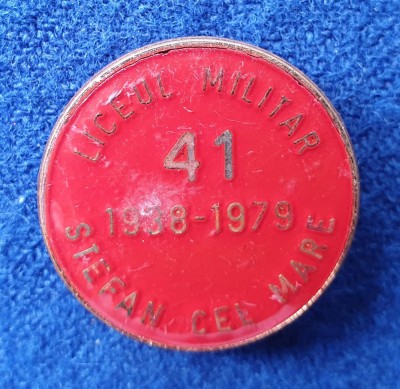 LICEUL MILITAR
41
1938-1979
STEFAN CEL MARE